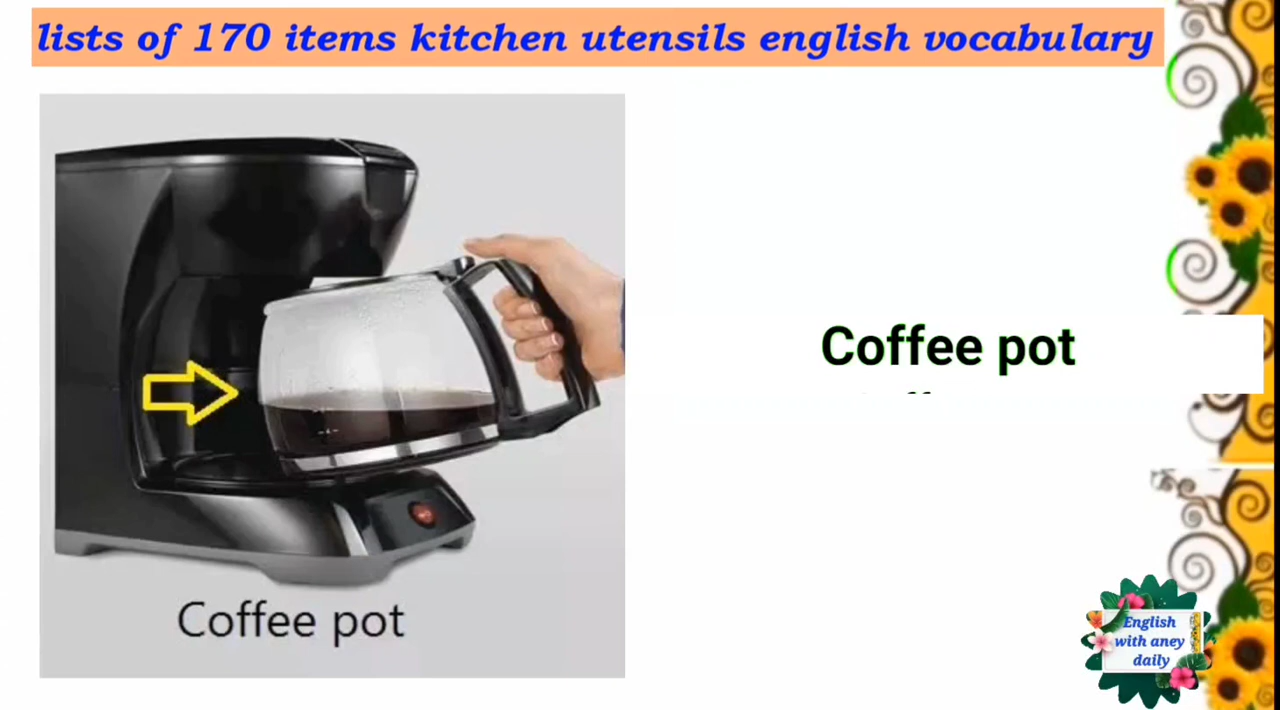 lists of 170 items kitchen utensils english vocabulary
Coffee pot
Coffee pot
English
with aney
daily